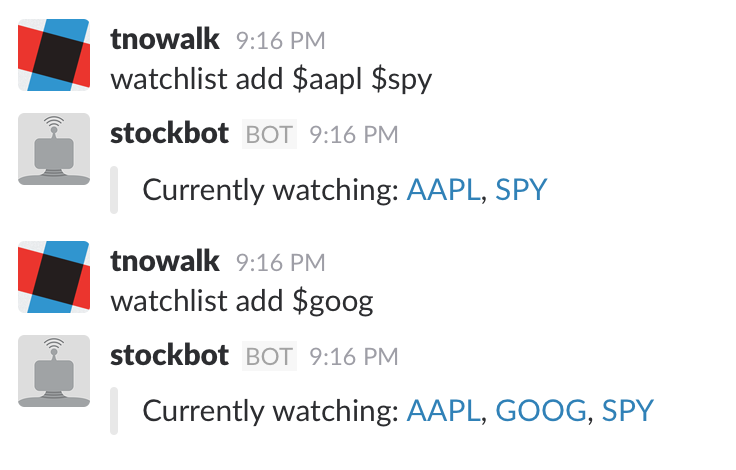 tnowalk 9:16 PM
watchlist add $aapl $spy
stockbot BOT 9:16 PM
Currently watching: AAPL, SPY
tnowalk 9:16 PM
watchlist add $goog
stockbot BOT 9:16 PM
Currently watching: AAPL, GOOG, SPY